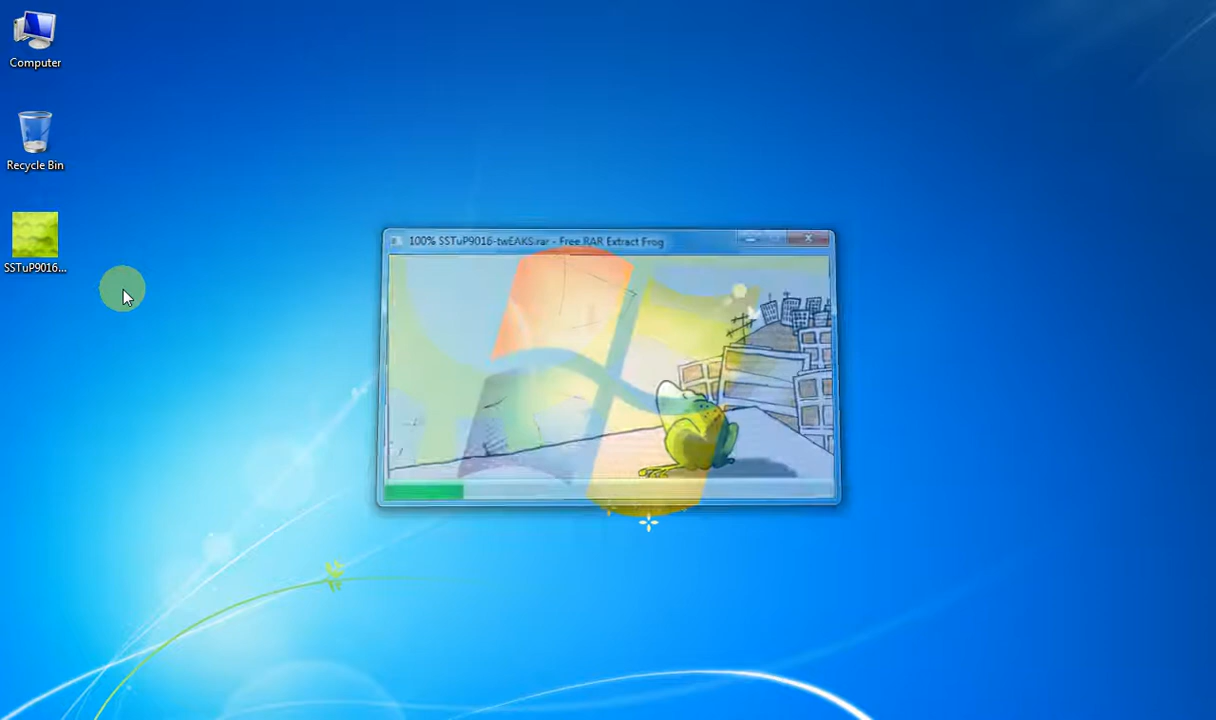 Computer
Recycle Bin
SSTuP9016...
100% SSTuP9016-twEAKS.rar - Free RAR Extract Frog